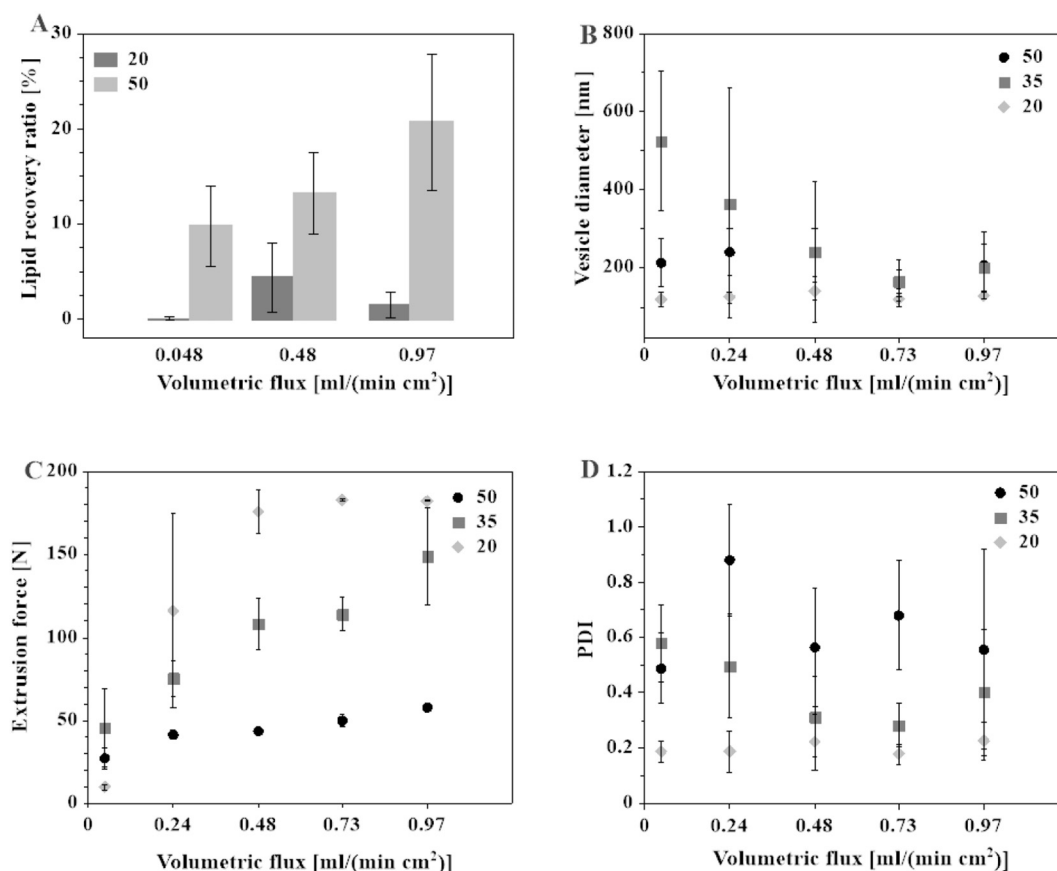 A
30
20
10
0
Lipid recovery ratio [%]
20
50
0.048 0.48 0.97
Volumetric flux [ml/(min cm²)]
B
800
600
400
200
Vesicle diameter [nm]
50
35
20
0 0.24 0.48 0.73 0.97
Volumetric flux [ml/(min cm²)]
C
200
150
100
50
0
Extrusion force [N]
50
35
20
0 0.24 0.48 0.73 0.97
Volumetric flux [ml/(min cm²)]
D
1.2
1.0
0.8
0.6
0.4
0.2
0
PDI
50
35
20
0 0.24 0.48 0.73 0.97
Volumetric flux [ml/(min cm²)]